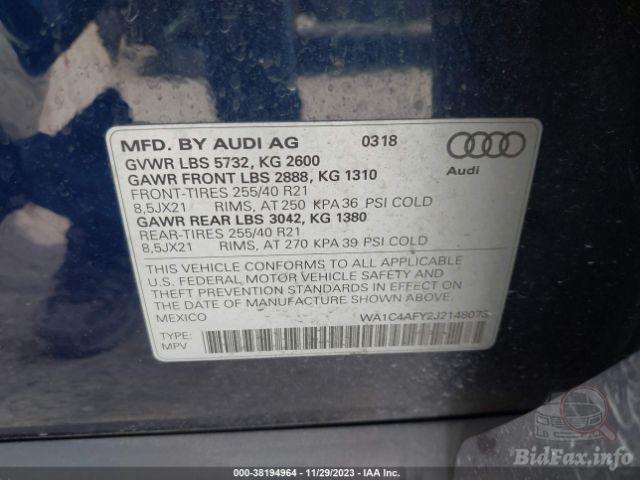 MFD. BY AUDI AG 0318
GVWR LBS 5732, KG 2600
GAWR FRONT LBS 2888, KG 1310
FRONT-TIRES 255/40 R21
8,5JX21 RIMS, AT 250 KPA 36 PSI COLD
GAWR REAR LBS 3042, KG 1380
REAR-TIRES 255/40 R21
8,5JX21 RIMS, AT 270 KPA 39 PSI COLD
Audi
THIS VEHICLE CONFORMS TO ALL APPLICABLE
U.S. FEDERAL MOTOR VEHICLE SAFETY AND
THEFT PREVENTION STANDARDS IN EFFECT ON
THE DATE OF MANUFACTURE SHOWN ABOVE.
MEXICO WA1C4AFY2J2148075
TYPE:
MPV
BidFax.info
000-38194964 - 11/29/2023 - IAA Inc.